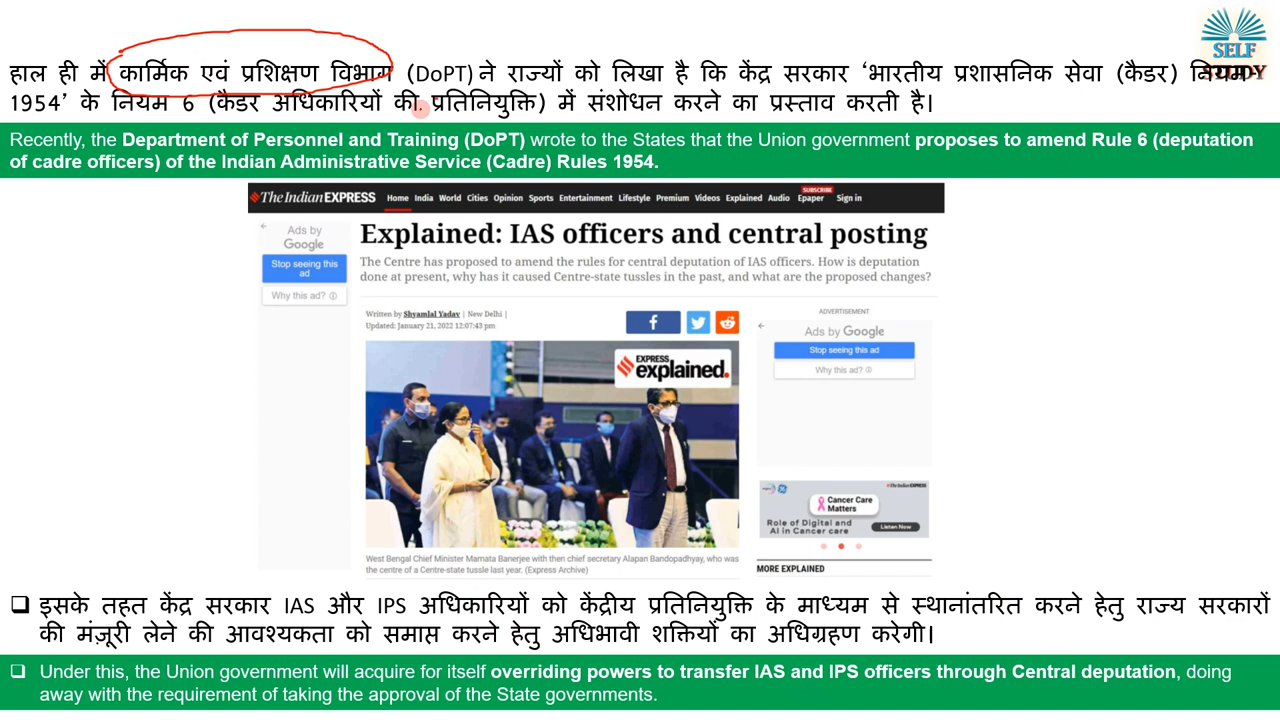 SELF
STUDY
हाल ही में कार्मिक एवं प्रशिक्षण विभाग (DoPT) ने राज्यों को लिखा है कि केंद्र सरकार ‘भारतीय प्रशासनिक सेवा (कैडर) नियम-
1954’ के नियम 6 (कैडर अधिकारियों की प्रतिनियुक्ति) में संशोधन करने का प्रस्ताव करती है।
Recently, the Department of Personnel and Training (DoPT) wrote to the States that the Union government proposes to amend Rule 6 (deputation
of cadre officers) of the Indian Administrative Service (Cadre) Rules 1954.
The Indian EXPRESS Home India World Cities Opinion Sports Entertainment Lifestyle Premium Videos Explained Audio Epaper Sign in
SUBSCRIBE
Ads by
Google
Stop seeing this
ad
Why this ad?
Explained: IAS officers and central posting
The Centre has proposed to amend the rules for central deputation of IAS officers. How is deputation
done at present, why has it caused Centre-state tussles in the past, and what are the proposed changes?
Written by Shyamlal Yadav | New Delhi |
Updated: January 21, 2022 12:07:43 pm
ADVERTISEMENT
Ads by Google
Stop seeing this ad
Why this ad?
EXPRESS
explained.
The Indian EXPRESS
Cancer Care
Matters
Role of Digital and
AI in Cancer care
Listen Now
West Bengal Chief Minister Mamata Banerjee with then chief secretary Alapan Bandopadhyay, who was
the centre of a Centre-state tussle last year. (Express Archive)
MORE EXPLAINED
इसके तहत केंद्र सरकार IAS और IPS अधिकारियों को केंद्रीय प्रतिनियुक्ति के माध्यम से स्थानांतरित करने हेतु राज्य सरकारों
की मंज़ूरी लेने की आवश्यकता को समाप्त करने हेतु अधिभावी शक्तियों का अधिग्रहण करेगी।
Under this, the Union government will acquire for itself overriding powers to transfer IAS and IPS officers through Central deputation, doing
away with the requirement of taking the approval of the State governments.